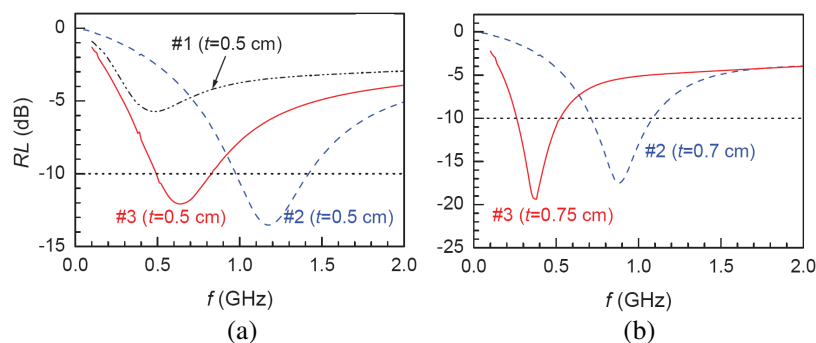 0
-5
-10
-15
RL (dB)
#1 (t=0.5 cm)
#3 (t=0.5 cm)
#2 (t=0.5 cm)
0.0 0.5 1.0 1.5 2.0
f (GHz)
(a)
0
-5
-10
-15
-20
-25
#2 (t=0.7 cm)
#3 (t=0.75 cm)
0.0 0.5 1.0 1.5 2.0
f (GHz)
(b)